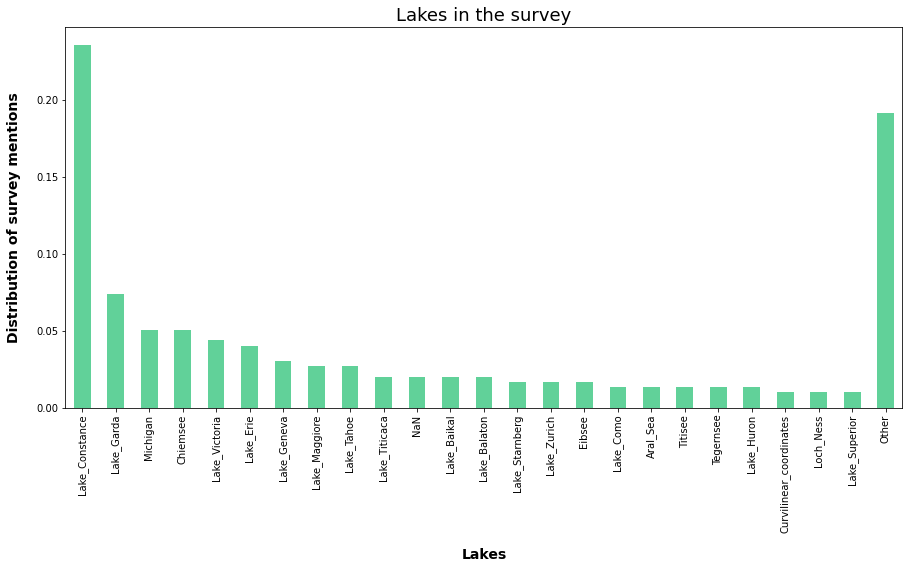 Lakes in the survey
Distribution of survey mentions
0.20
0.15
0.10
0.05
0.00
Lake_Constance
Lake_Garda
Michigan
Chiemsee
Lake_Victoria
Lake_Erie
Lake_Geneva
Lake_Maggiore
Lake_Tahoe
Lake_Titicaca
NaN
Lake_Baikal
Lake_Balaton
Lake_Starnberg
Lake_Zurich
Eibsee
Lake_Como
Aral_Sea
Titisee
Tegernsee
Lake_Huron
Curvilinear_coordinates
Loch_Ness
Lake_Superior
Other
Lakes